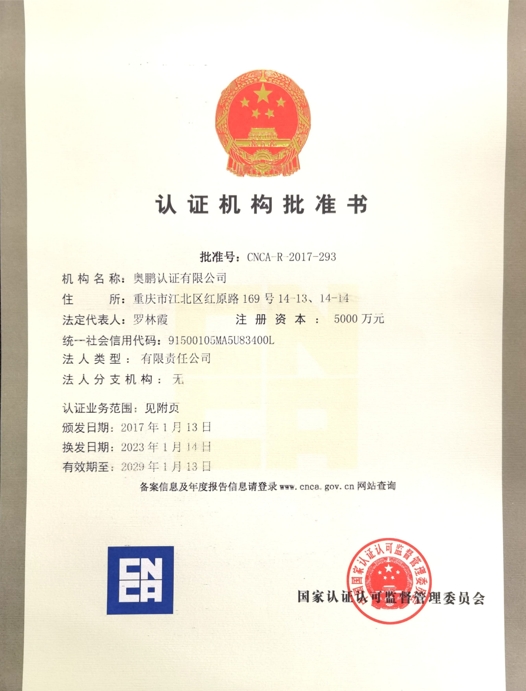 认证机构批准书
批准号：CNCA-R-2017-293
机构名称：奥鹏认证有限公司
住 所：重庆市江北区红原路169号14-13、14-14
法定代表人：罗林霞 注册资本：5000万元
统一社会信用代码：91500105MA5U83400L
法人类型：有限责任公司
法人分支机构：无
认证业务范围：见附页
颁发日期：2017年1月13日
换发日期：2023年1月14日
有效期至：2029年1月13日
备案信息及年度报告信息请登录www.cnca.gov.cn网站查询
CN
CA
国家认证认可监督管理委员会